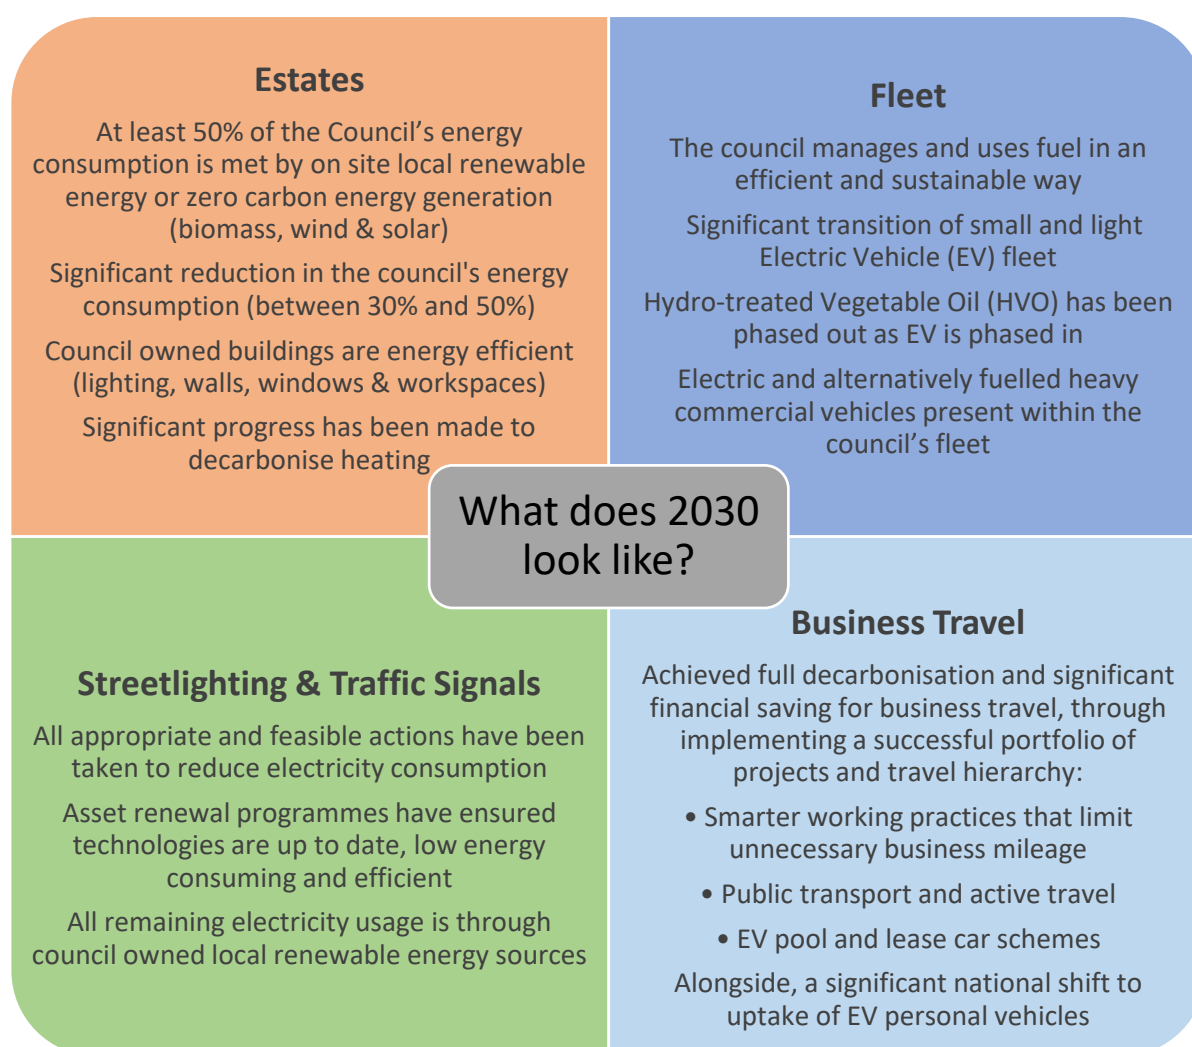 Estates
At least 50% of the Council’s energy
consumption is met by on site local renewable
energy or zero carbon energy generation
(biomass, wind & solar)
Significant reduction in the council's energy
consumption (between 30% and 50%)
Council owned buildings are energy efficient
(lighting, walls, windows & workspaces)
Significant progress has been made to
decarbonise heating
Fleet
The council manages and uses fuel in an
efficient and sustainable way
Significant transition of small and light
Electric Vehicle (EV) fleet
Hydro-treated Vegetable Oil (HVO) has been
phased out as EV is phased in
Electric and alternatively fuelled heavy
commercial vehicles present within the
council’s fleet
What does 2030
look like?
Streetlighting & Traffic Signals
All appropriate and feasible actions have been
taken to reduce electricity consumption
Asset renewal programmes have ensured
technologies are up to date, low energy
consuming and efficient
All remaining electricity usage is through
council owned local renewable energy sources
Business Travel
Achieved full decarbonisation and significant
financial saving for business travel, through
implementing a successful portfolio of
projects and travel hierarchy:
• Smarter working practices that limit
unnecessary business mileage
• Public transport and active travel
• EV pool and lease car schemes
Alongside, a significant national shift to
uptake of EV personal vehicles